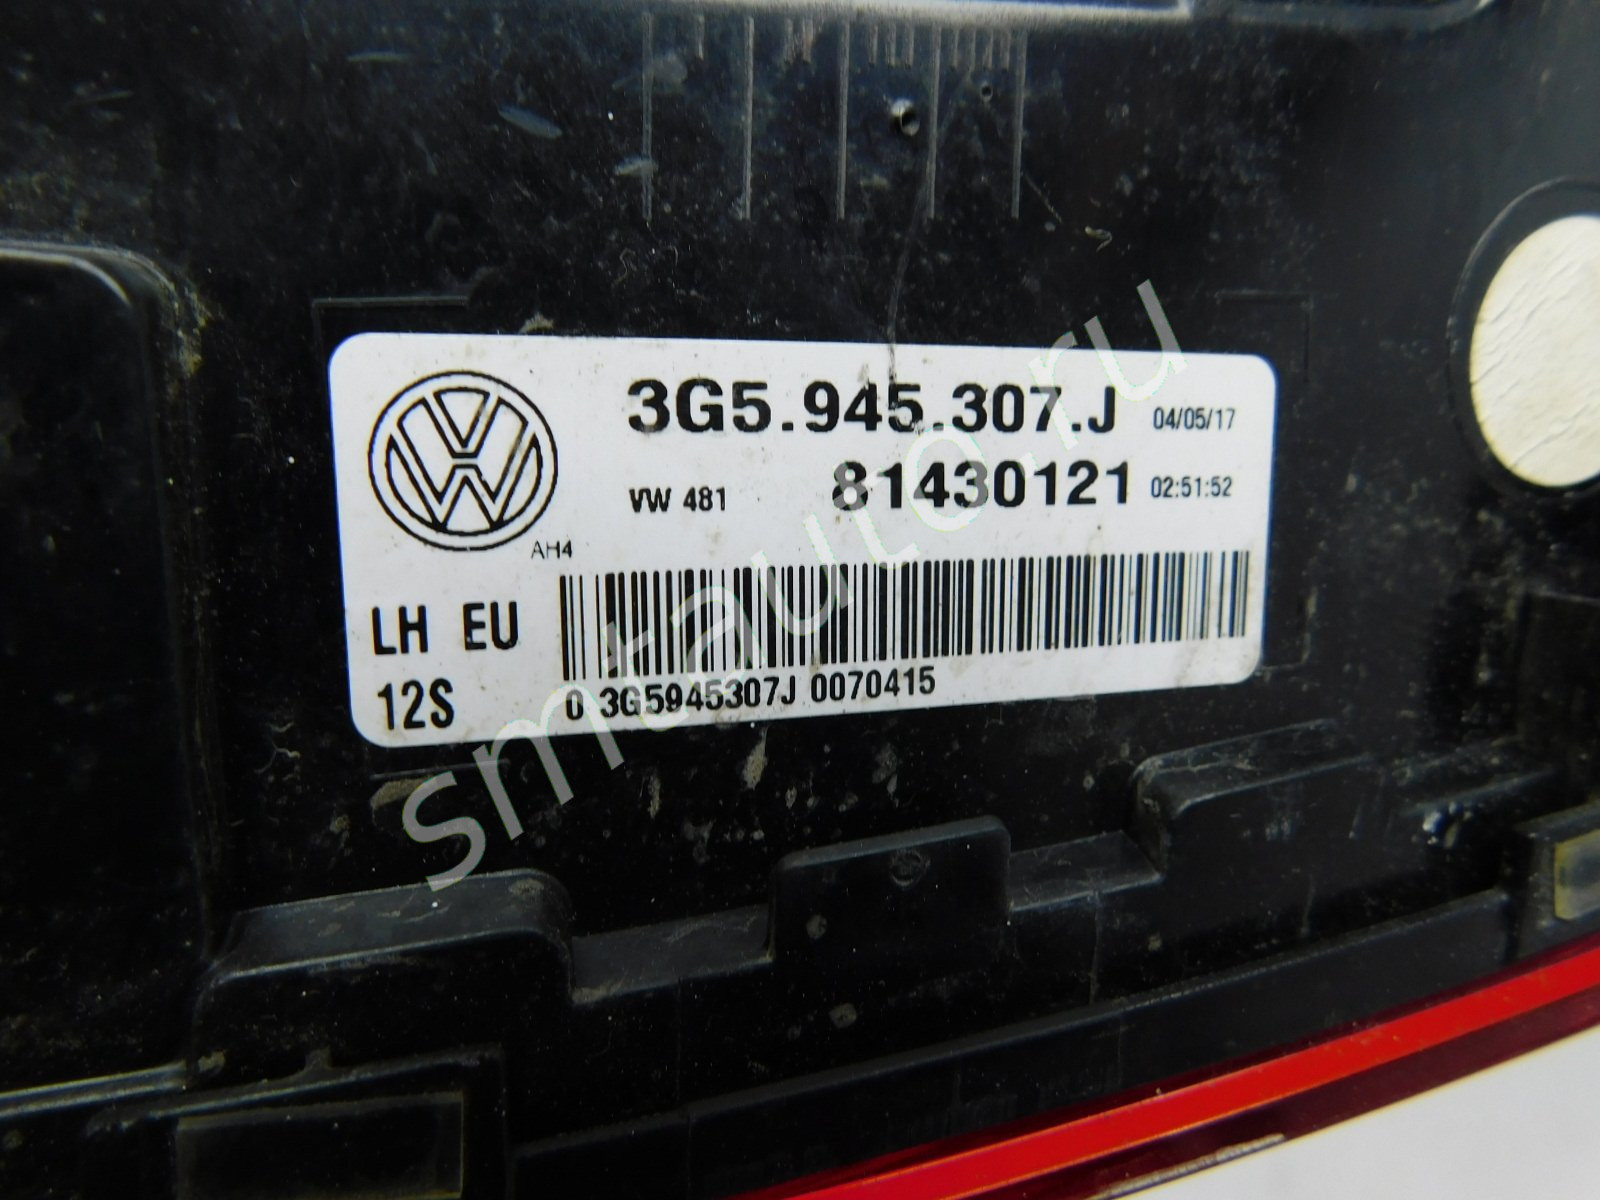 3G5.945.307.J 04/05/17
VW 481 81430121 02:51:52
AH4
LH EU
12S
0 3G5945307J 0070415
smtauto.ru